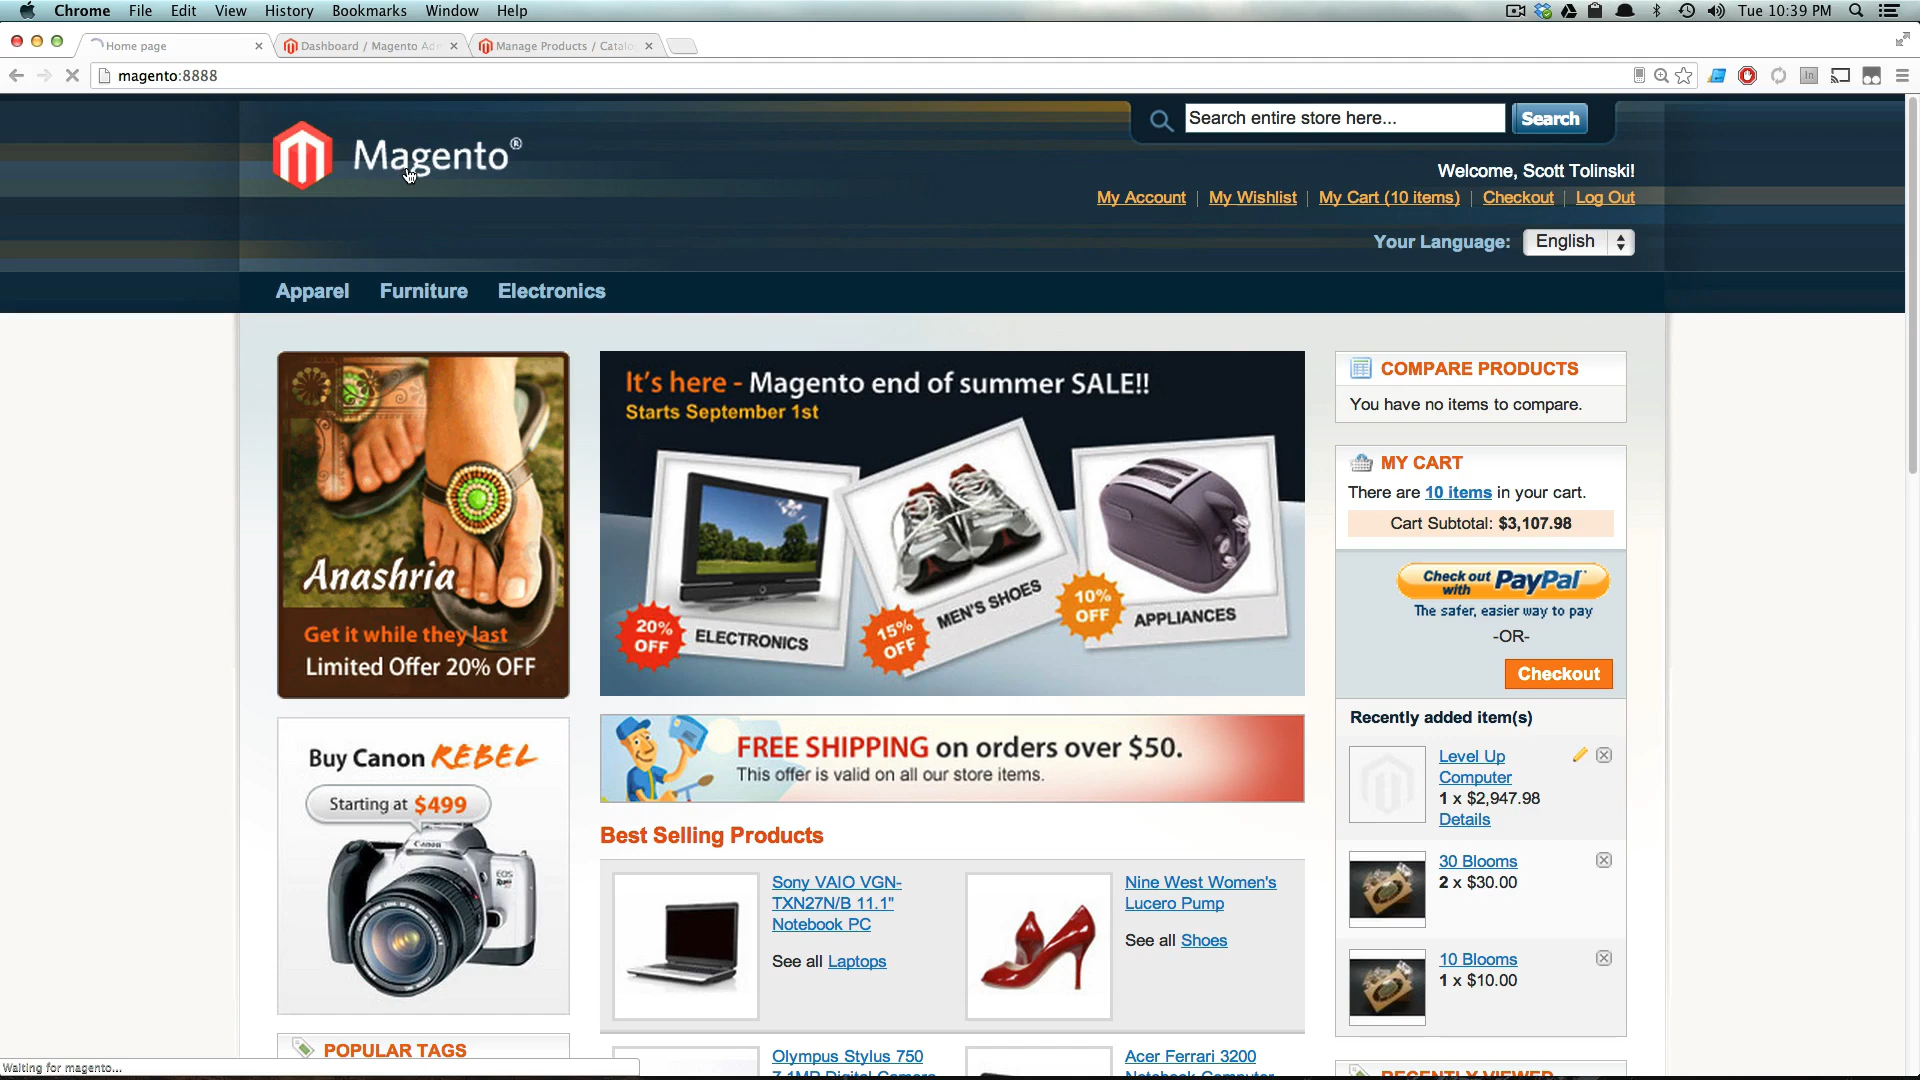 Chrome File Edit View History Bookmarks Window Help
Tue 10:39 PM
Home page
Dashboard / Magento Adm
Manage Products / Catalo
magento:8888
Magento®
Search entire store here...
Search
Welcome, Scott Tolinski!
My Account
My Wishlist
My Cart (10 items)
Checkout
Log Out
Your Language:
English
Apparel
Furniture
Electronics
Anashria
Get it while they last
Limited Offer 20% OFF
Buy Canon REBEL
Starting at $499
Canon
EOS
POPULAR TAGS
It's here - Magento end of summer SALE!!
Starts September 1st
20% OFF
ELECTRONICS
15% OFF
MEN'S SHOES
10% OFF
APPLIANCES
FREE SHIPPING on orders over $50.
This offer is valid on all our store items.
Best Selling Products
Sony VAIO VGN-
TXN27N/B 11.1"
Notebook PC
See all Laptops
Nine West Women's
Lucero Pump
See all Shoes
Olympus Stylus 750
7.1MP Digital Camera
Acer Ferrari 3200
Notebook Computer
COMPARE PRODUCTS
You have no items to compare.
MY CART
There are 10 items in your cart.
Cart Subtotal: $3,107.98
Check out with PayPal
The safer, easier way to pay
-OR-
Checkout
Recently added item(s)
Level Up
Computer
1 x $2,947.98
Details
30 Blooms
2 x $30.00
10 Blooms
1 x $10.00
RECENTLY VIEWED
Waiting for magento...